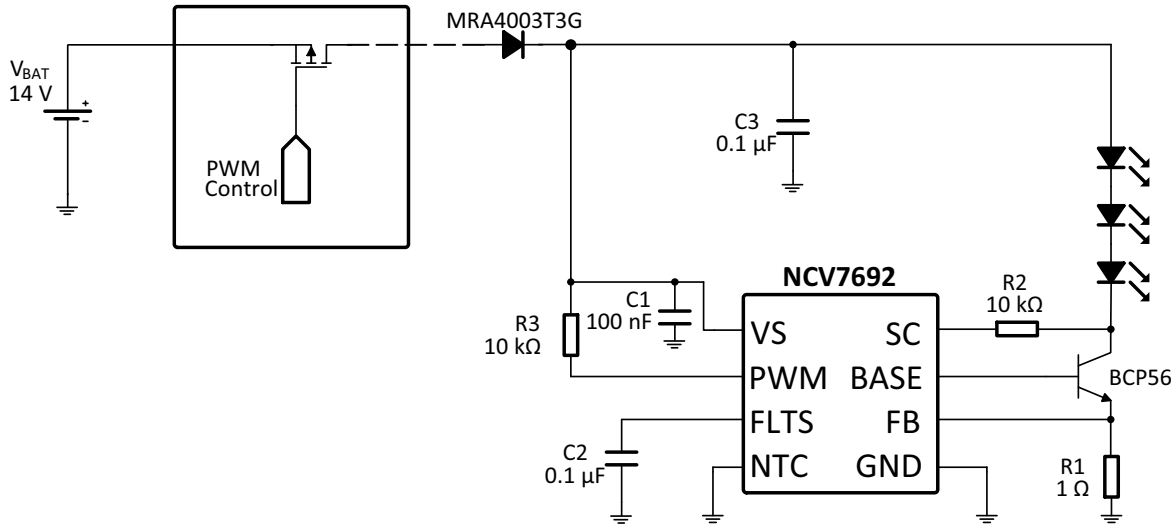 MRA4003T3G
V_BAT
14 V
+
-
PWM
Control
C3
0.1 µF
NCV7692
R2
10 kΩ
C1
100 nF
R3
10 kΩ
VS
SC
PWM
BASE
BCP56
FLTS
FB
C2
0.1 µF
NTC
GND
R1
1 Ω